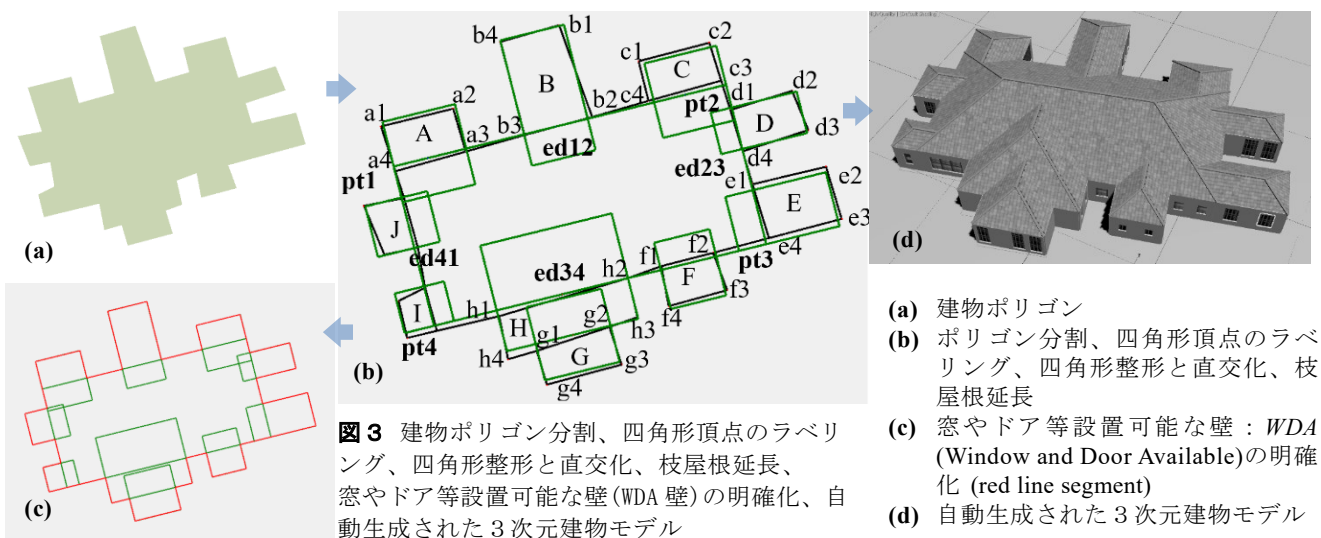 (a)
b4
b1
B
b3
b2
a1
a2
A
a3
a4
pt1
ed12
c1
c2
C
c3
c4
pt2
d1
d2
D
d3
d4
ed23
e1
e2
E
e3
e4
pt3
J
ed41
I
pt4
ed34
h1
h2
H
h3
h4
g1
g2
G
g3
g4
f1
f2
F
f3
f4
(b)
(c)
(d)
図３ 建物ポリゴン分割、四角形頂点のラベリ
ング、四角形整形と直交化、枝屋根延長、
窓やドア等設置可能な壁(WDA 壁)の明確化、自
動生成された３次元建物モデル
(a) 建物ポリゴン
(b) ポリゴン分割、四角形頂点のラベ
リング、四角形整形と直交化、枝
屋根延長
(c) 窓やドア等設置可能な壁：WDA
(Window and Door Available)の明確
化 (red line segment)
(d) 自動生成された３次元建物モデル